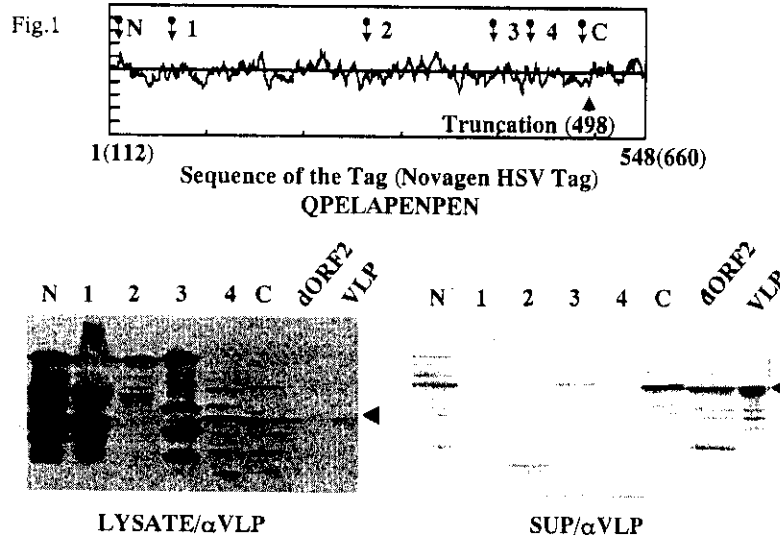 Fig.1
N 1 2 3 4 C
Truncation (498)
1(112) 548(660)
Sequence of the Tag (Novagen HSV Tag)
QPELAPENPEN
N 1 2 3 4 C dORF2 VLP
N 1 2 3 4 C dORF2 VLP
LYSATE/αVLP SUP/αVLP